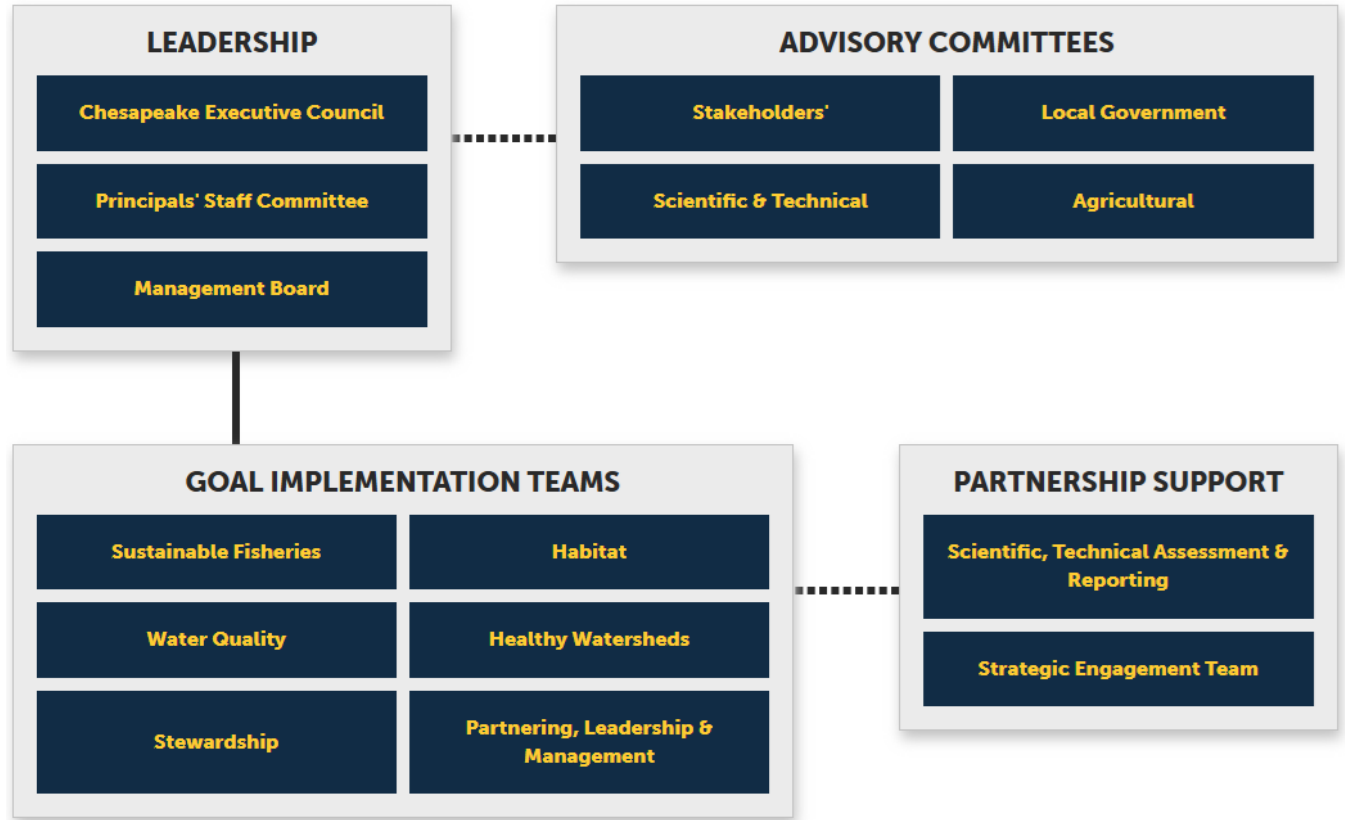 LEADERSHIP
Chesapeake Executive Council
Principals' Staff Committee
Management Board
ADVISORY COMMITTEES
Stakeholders'
Local Government
Scientific & Technical
Agricultural
GOAL IMPLEMENTATION TEAMS
Sustainable Fisheries
Habitat
Water Quality
Healthy Watersheds
Stewardship
Partnering, Leadership &
Management
PARTNERSHIP SUPPORT
Scientific, Technical Assessment &
Reporting
Strategic Engagement Team